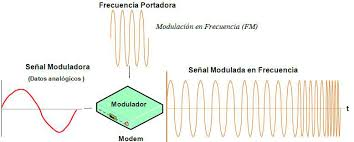 Frecuencia Portadora
Modulación en Frecuencia (FM)
Señal Moduladora
(Datos analógicos)
Señal Modulada en Frecuencia
Modulador
t
Modem